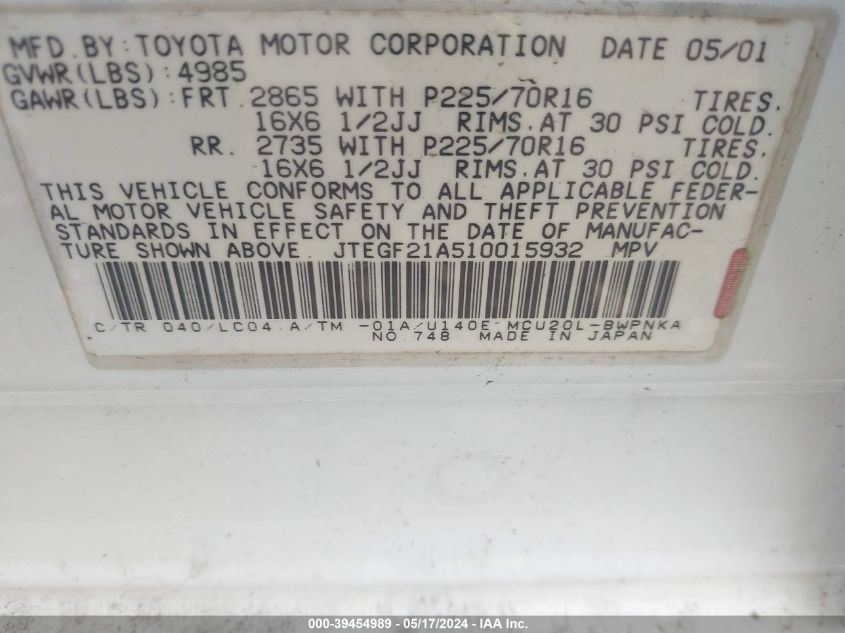 MFD. BY: TOYOTA MOTOR CORPORATION DATE 05/01
GVWR(LBS): 4985
GAWR(LBS): FRT. 2865 WITH P225/70R16 TIRES.
16X6 1/2JJ RIMS. AT 30 PSI COLD.
RR. 2735 WITH P225/70R16 TIRES.
16X6 1/2JJ RIMS. AT 30 PSI COLD.
THIS VEHICLE CONFORMS TO ALL APPLICABLE FEDER-
AL MOTOR VEHICLE SAFETY AND THEFT PREVENTION
STANDARDS IN EFFECT ON THE DATE OF MANUFAC-
TURE SHOWN ABOVE. JTEGF21A510015932 MPV
C/TR 040/LC04 A/TM -01A/U140E MCU20L-BWPNKA
NO. 748 MADE IN JAPAN
000-39454989 - 05/17/2024 - IAA Inc.